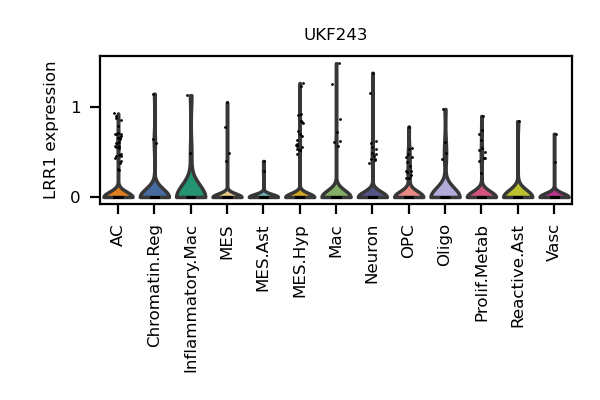 UKF243
LRR1 expression
1
0
AC
Chromatin.Reg
Inflammatory.Mac
MES
MES.Ast
MES.Hyp
Mac
Neuron
OPC
Oligo
Prolif.Metab
Reactive.Ast
Vasc